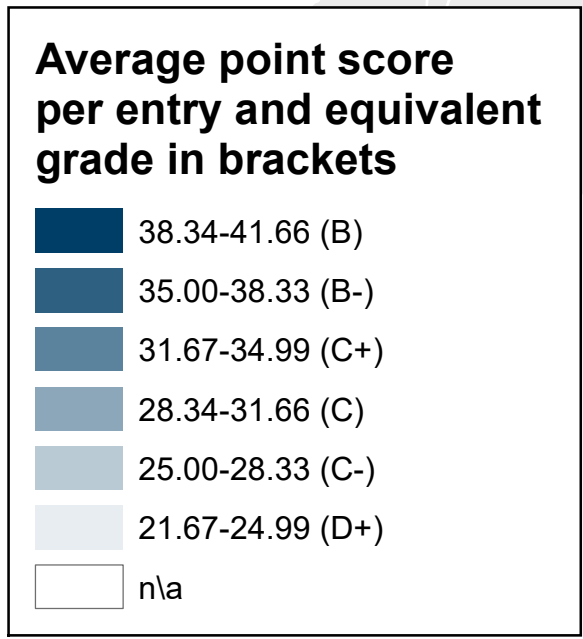 Average point score
per entry and equivalent
grade in brackets
38.34-41.66 (B)
35.00-38.33 (B-)
31.67-34.99 (C+)
28.34-31.66 (C)
25.00-28.33 (C-)
21.67-24.99 (D+)
n\a